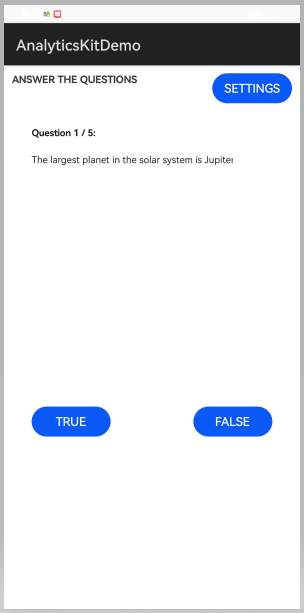 58
AnalyticsKitDemo
ANSWER THE QUESTIONS
SETTINGS
Question 1 / 5:
The largest planet in the solar system is Jupiter
TRUE
FALSE